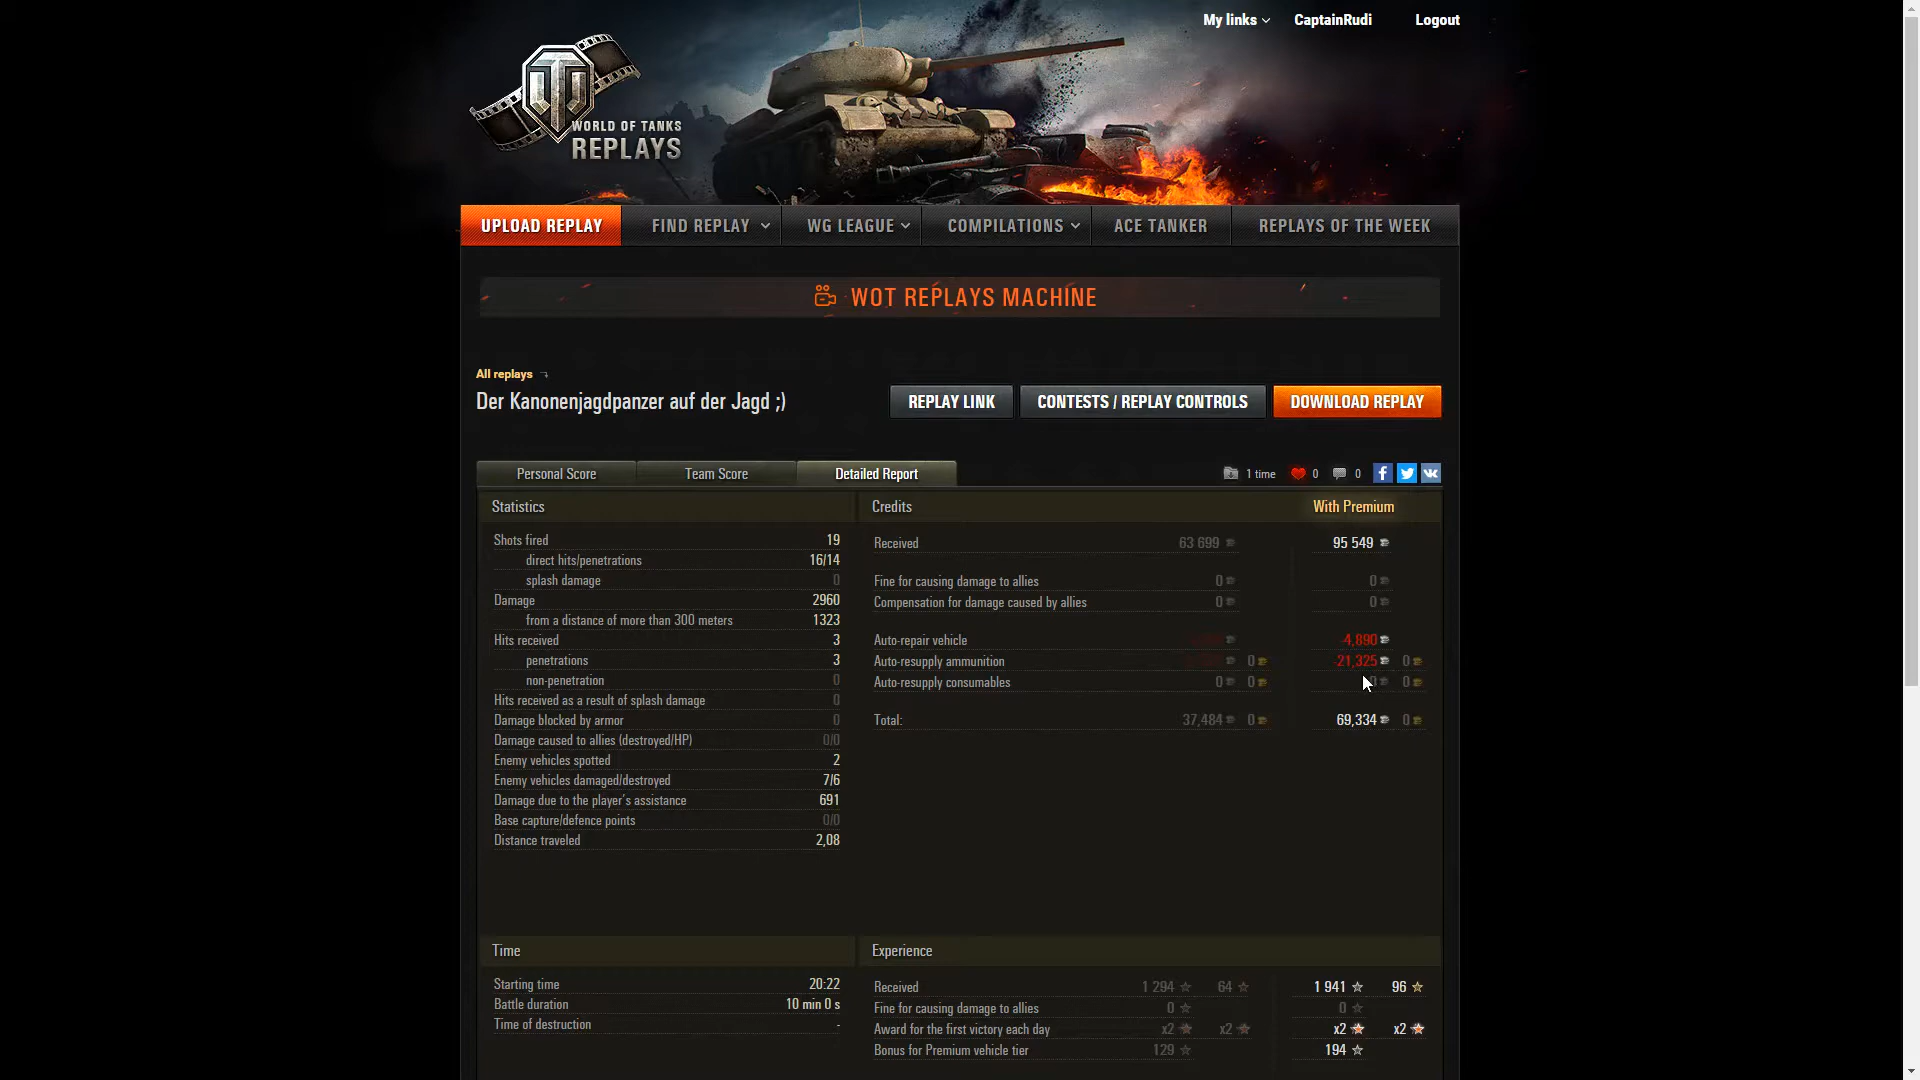 My links
CaptainRudi
Logout
WORLD OF TANKS
REPLAYS
UPLOAD REPLAY
FIND REPLAY
WG LEAGUE
COMPILATIONS
ACE TANKER
REPLAYS OF THE WEEK
WOT REPLAYS MACHINE
All replays
Der Kanonenjagdpanzer auf der Jagd ;)
REPLAY LINK
CONTESTS / REPLAY CONTROLS
DOWNLOAD REPLAY
Personal Score
Team Score
Detailed Report
1 time
0
0
Statistics
Shots fired 19
direct hits/penetrations 16/14
splash damage 0
Damage 2960
from a distance of more than 300 meters 1323
Hits received 3
penetrations 3
non-penetration 0
Hits received as a result of splash damage 0
Damage blocked by armor 0
Damage caused to allies (destroyed/HP) 0/0
Enemy vehicles spotted 2
Enemy vehicles damaged/destroyed 7/6
Damage due to the player's assistance 691
Base capture/defence points 0/0
Distance traveled 2,08
Credits With Premium
Received 63 699 95 549
Fine for causing damage to allies 0 0
Compensation for damage caused by allies 0 0
Auto-repair vehicle -4,890
Auto-resupply ammunition 0 -21,325 0
Auto-resupply consumables 0 0 0 0
Total: 37,484 0 69,334 0
Time
Starting time 20:22
Battle duration 10 min 0 s
Time of destruction -
Experience
Received 1 294 64 1 941 96
Fine for causing damage to allies 0 0
Award for the first victory each day x2 x2 x2 x2
Bonus for Premium vehicle tier 129 194